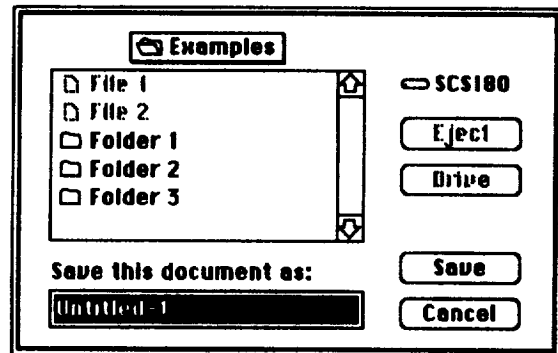 Examples
File 1
File 2
Folder 1
Folder 2
Folder 3
SCSI80
Eject
Drive
Save this document as:
Untitled-1
Save
Cancel